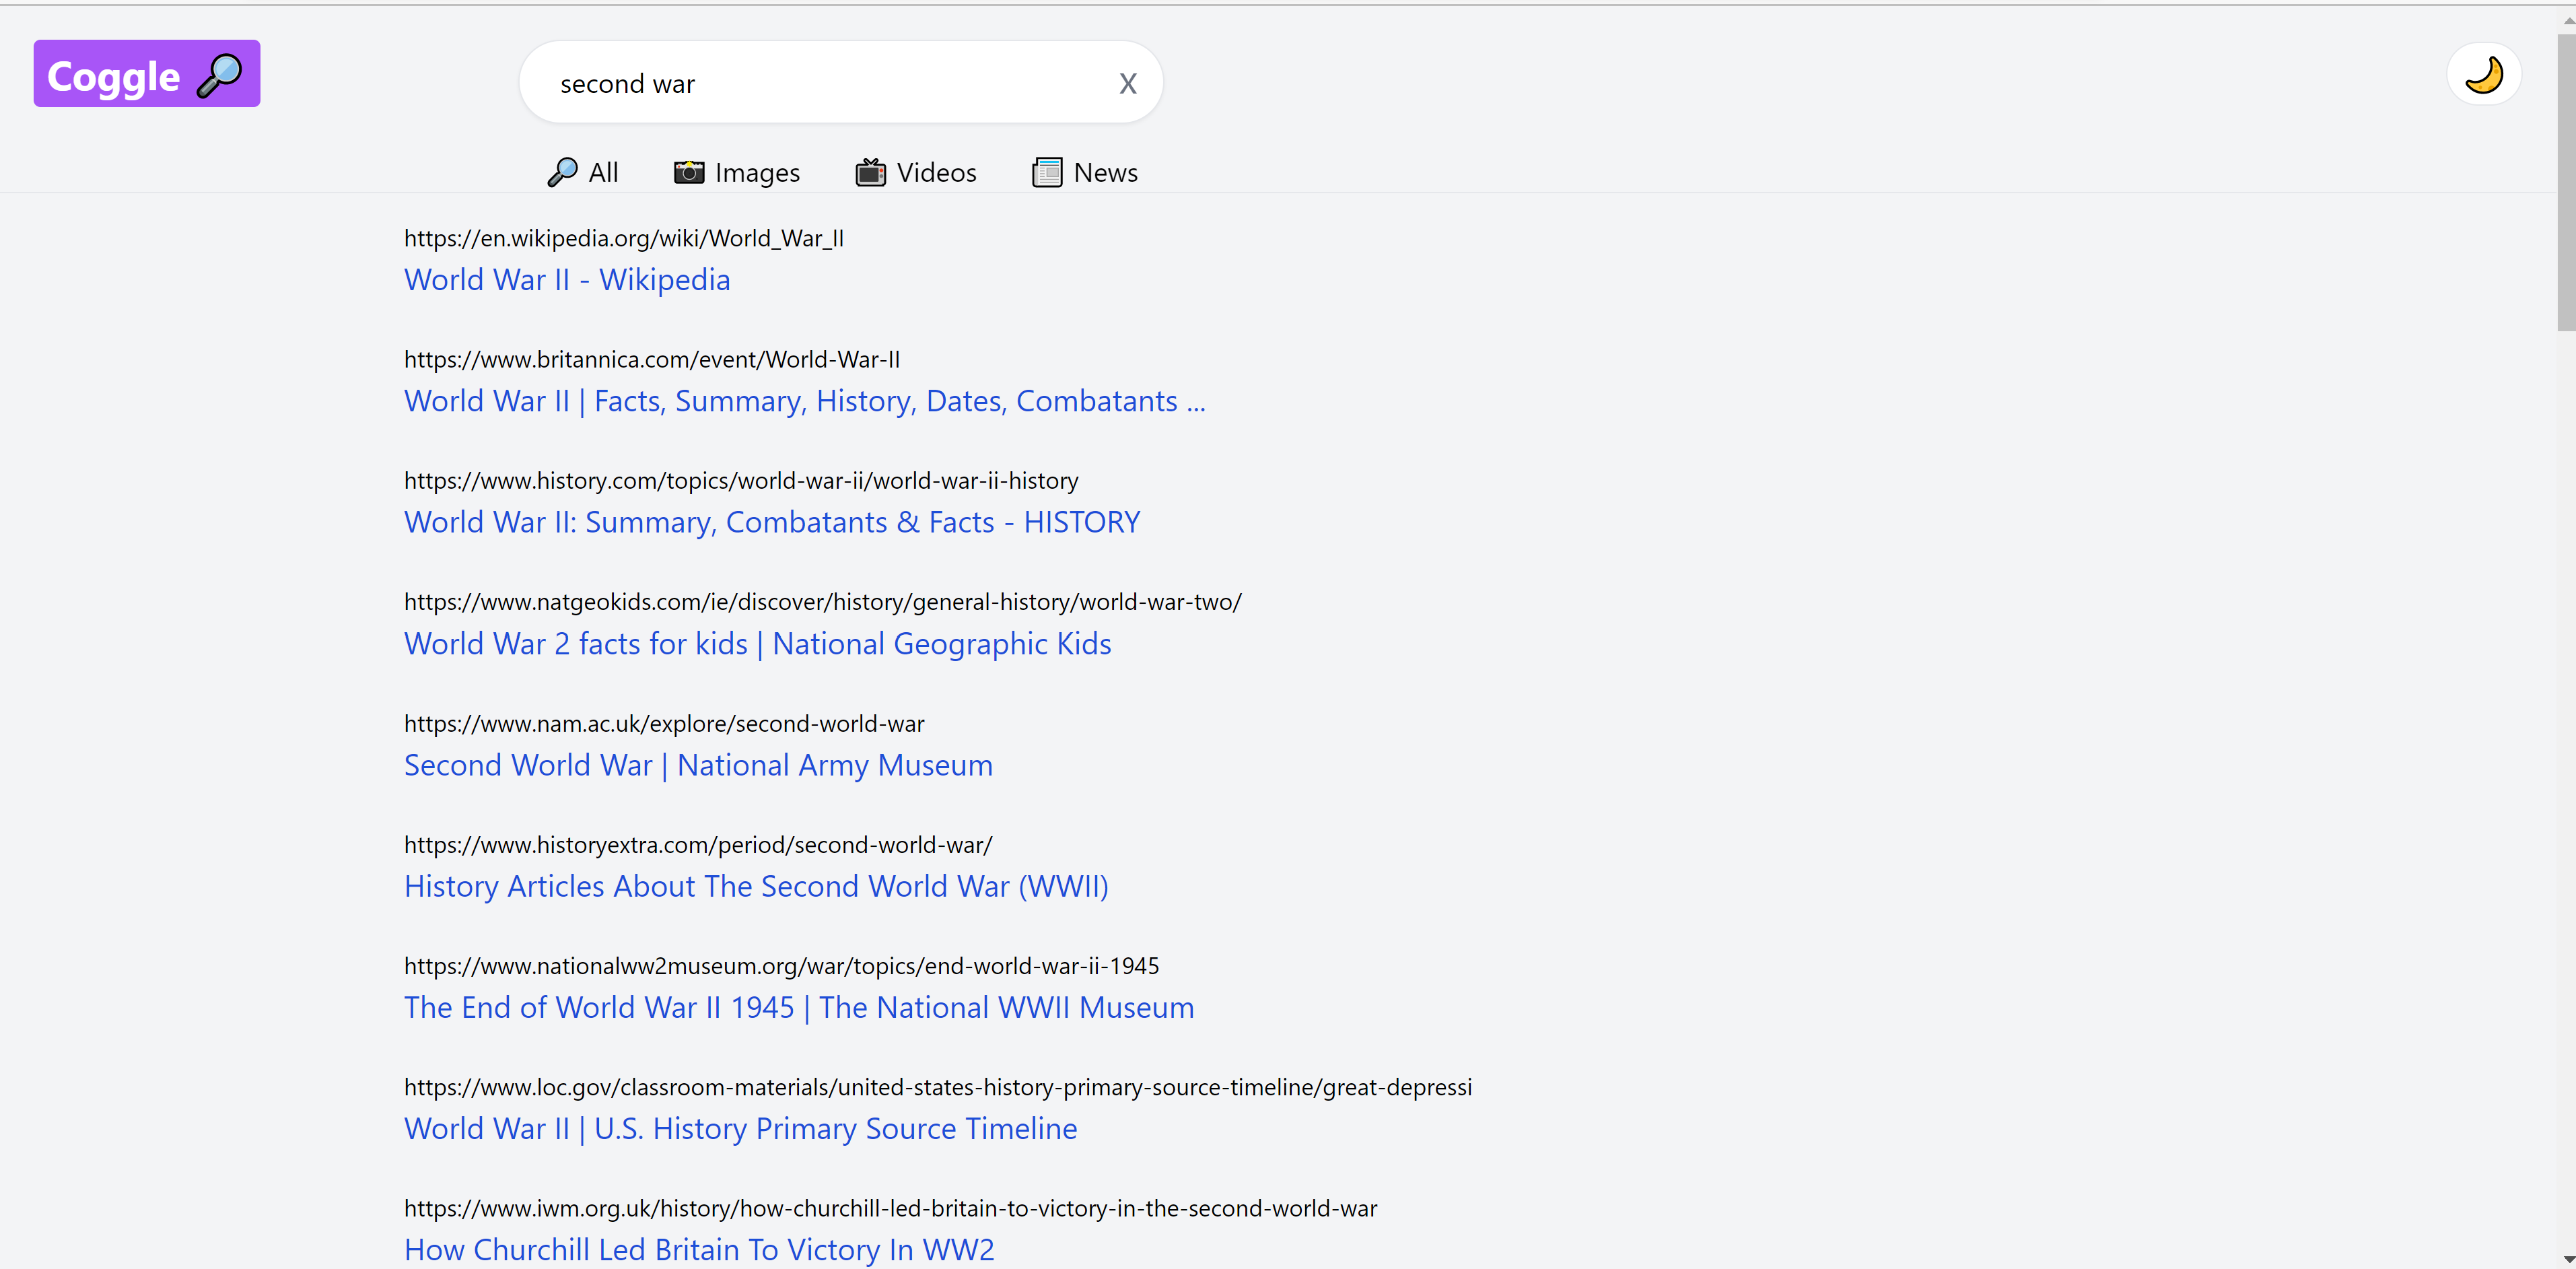 Coggle
second war
X
All Images Videos News
https://en.wikipedia.org/wiki/World_War_II
World War II - Wikipedia
https://www.britannica.com/event/World-War-II
World War II | Facts, Summary, History, Dates, Combatants ...
https://www.history.com/topics/world-war-ii/world-war-ii-history
World War II: Summary, Combatants & Facts - HISTORY
https://www.natgeokids.com/ie/discover/history/general-history/world-war-two/
World War 2 facts for kids | National Geographic Kids
https://www.nam.ac.uk/explore/second-world-war
Second World War | National Army Museum
https://www.historyextra.com/period/second-world-war/
History Articles About The Second World War (WWII)
https://www.nationalww2museum.org/war/topics/end-world-war-ii-1945
The End of World War II 1945 | The National WWII Museum
https://www.loc.gov/classroom-materials/united-states-history-primary-source-timeline/great-depressi
World War II | U.S. History Primary Source Timeline
https://www.iwm.org.uk/history/how-churchill-led-britain-to-victory-in-the-second-world-war
How Churchill Led Britain To Victory In WW2